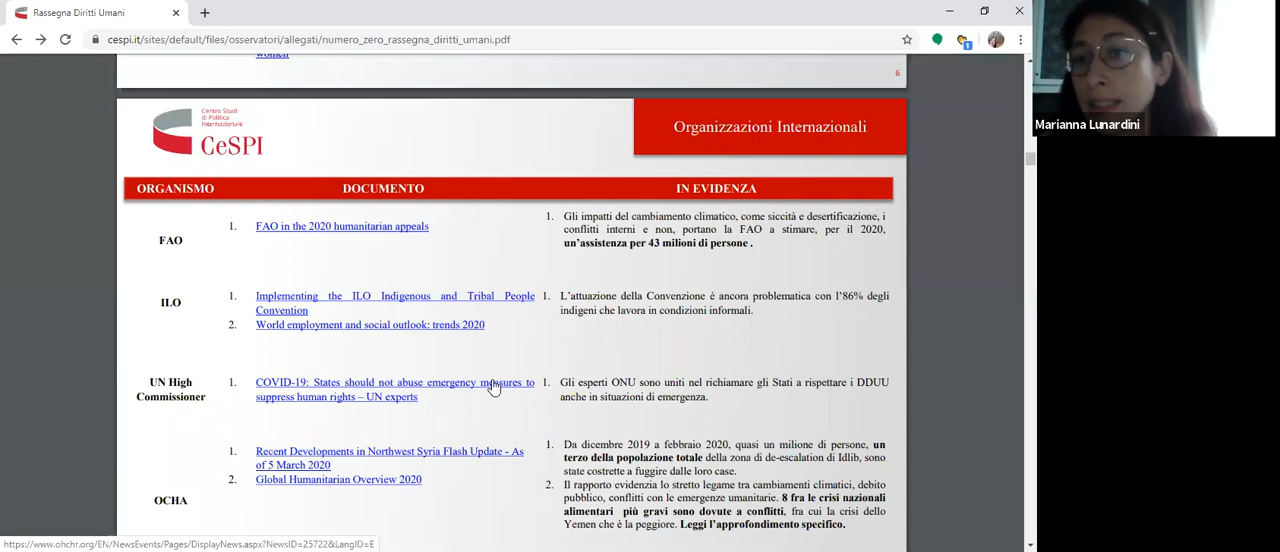 Rassegna Diritti Umani
cespi.it/sites/default/files/osservatori/allegati/numero_zero_rassegna_diritti_umani.pdf
women
6
Marianna Lunardini
Centro Studi
di Politica
Internazionale
CeSPI
Organizzazioni Internazionali
ORGANISMO DOCUMENTO IN EVIDENZA
FAO
1. FAO in the 2020 humanitarian appeals
1. Gli impatti del cambiamento climatico, come siccità e desertificazione, i
conflitti interni e non, portano la FAO a stimare, per il 2020,
un'assistenza per 43 milioni di persone .
ILO
1. Implementing the ILO Indigenous and Tribal People
Convention
2. World employment and social outlook: trends 2020
1. L'attuazione della Convenzione è ancora problematica con l'86% degli
indigeni che lavora in condizioni informali.
UN High
Commissioner
1. COVID-19: States should not abuse emergency measures to
suppress human rights – UN experts
1. Gli esperti ONU sono uniti nel richiamare gli Stati a rispettare i DDUU
anche in situazioni di emergenza.
OCHA
1. Recent Developments in Northwest Syria Flash Update - As
of 5 March 2020
2. Global Humanitarian Overview 2020
1. Da dicembre 2019 a febbraio 2020, quasi un milione di persone, un
terzo della popolazione totale della zona di de-escalation di Idlib, sono
state costrette a fuggire dalle loro case.
2. Il rapporto evidenzia lo stretto legame tra cambiamenti climatici, debito
pubblico, conflitti con le emergenze umanitarie. 8 fra le crisi nazionali
alimentari più gravi sono dovute a conflitti, fra cui la crisi dello
Yemen che è la peggiore. Leggi l'approfondimento specifico.
https://www.ohchr.org/EN/NewsEvents/Pages/DisplayNews.aspx?NewsID=25722&LangID=E